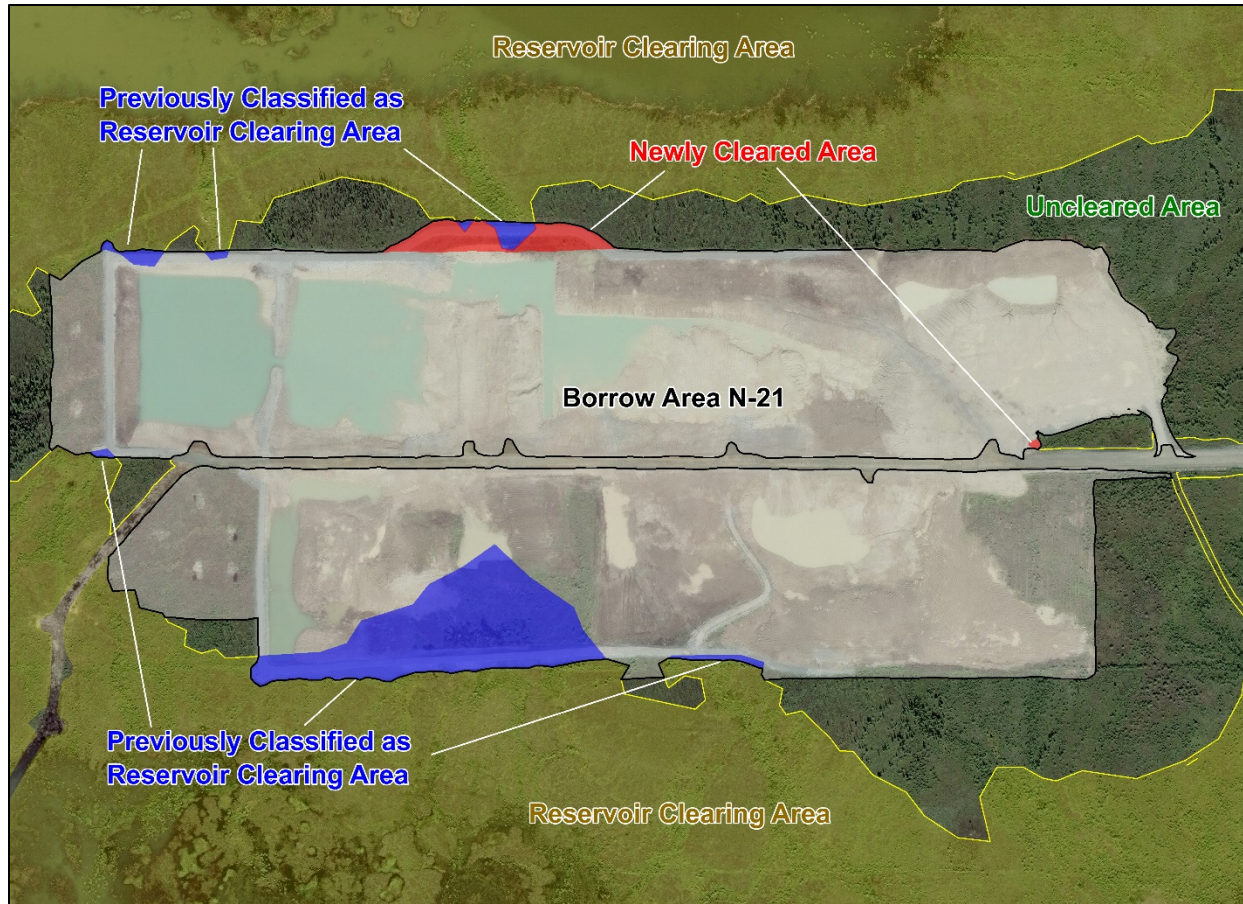 Reservoir Clearing Area
Previously Classified as
Reservoir Clearing Area
Newly Cleared Area
Uncleared Area
Borrow Area N-21
Previously Classified as
Reservoir Clearing Area
Reservoir Clearing Area